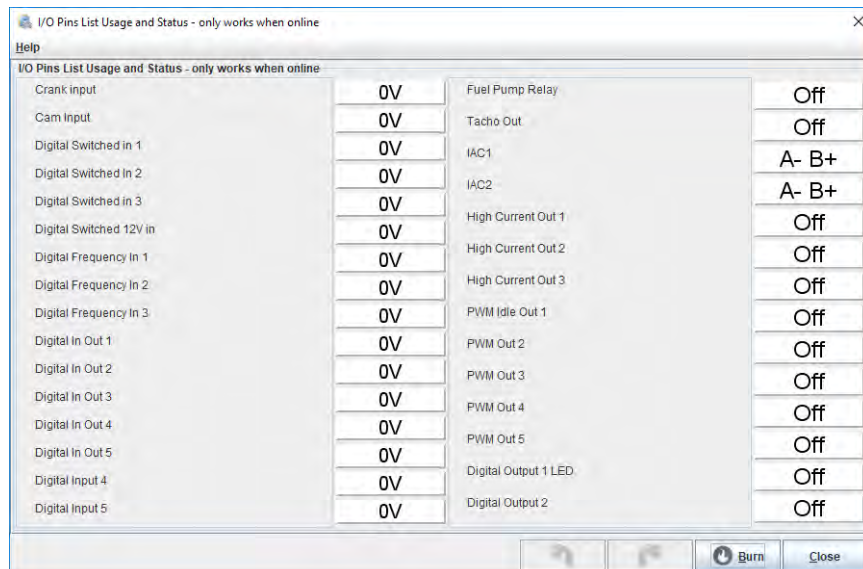 I/O Pins List Usage and Status - only works when online
Help
I/O Pins List Usage and Status - only works when online
Crank input 0V
Cam Input 0V
Digital Switched in 1 0V
Digital Switched In 2 0V
Digital Switched in 3 0V
Digital Switched 12V in 0V
Digital Frequency In 1 0V
Digital Frequency In 2 0V
Digital Frequency In 3 0V
Digital In Out 1 0V
Digital In Out 2 0V
Digital In Out 3 0V
Digital In Out 4 0V
Digital In Out 5 0V
Digital Input 4 0V
Digital Input 5 0V
Fuel Pump Relay Off
Tacho Out Off
IAC1 A- B+
IAC2 A- B+
High Current Out 1 Off
High Current Out 2 Off
High Current Out 3 Off
PWM Idle Out 1 Off
PWM Out 2 Off
PWM Out 3 Off
PWM Out 4 Off
PWM Out 5 Off
Digital Output 1 LED Off
Digital Output 2 Off
Burn Close